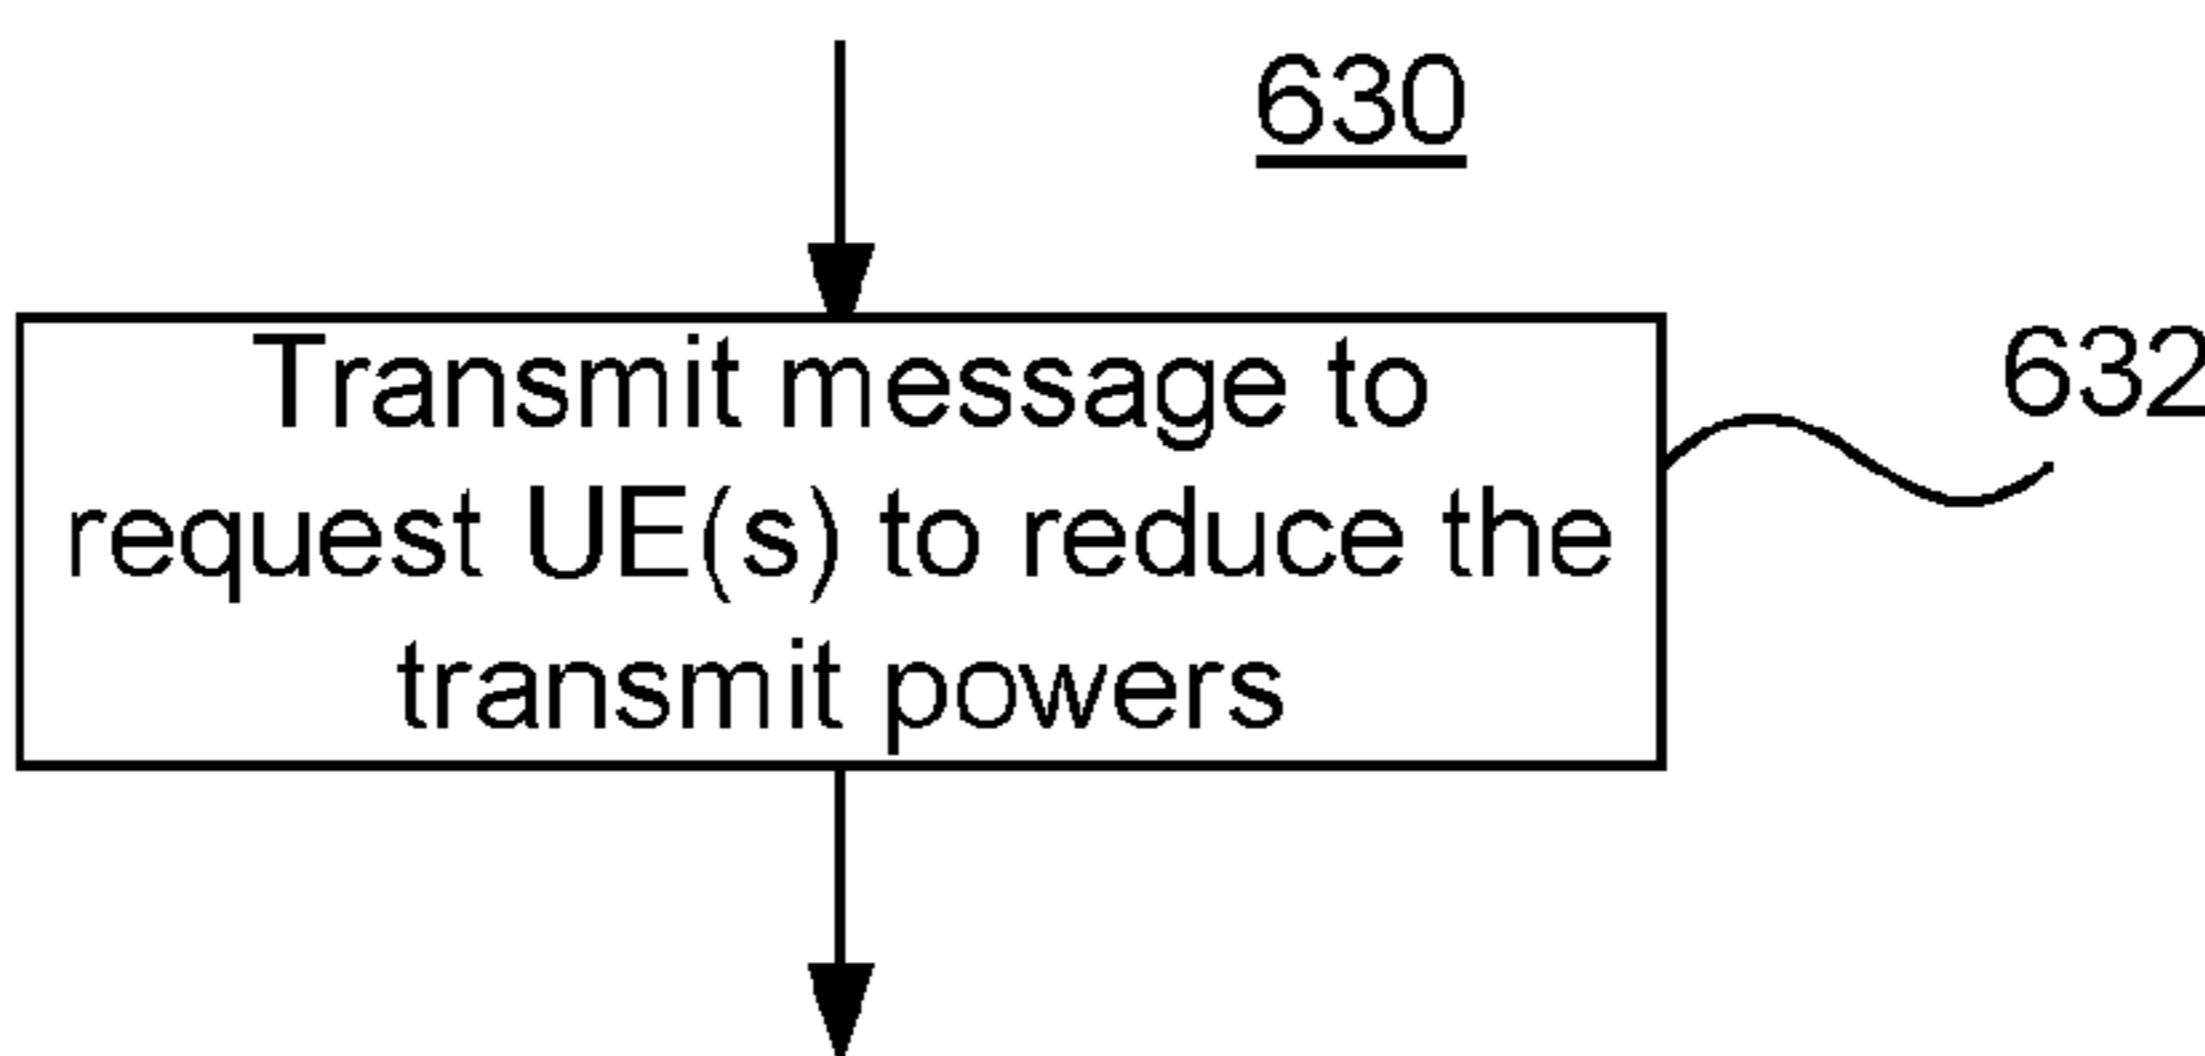 630
Transmit message to
request UE(s) to reduce the
transmit powers
632